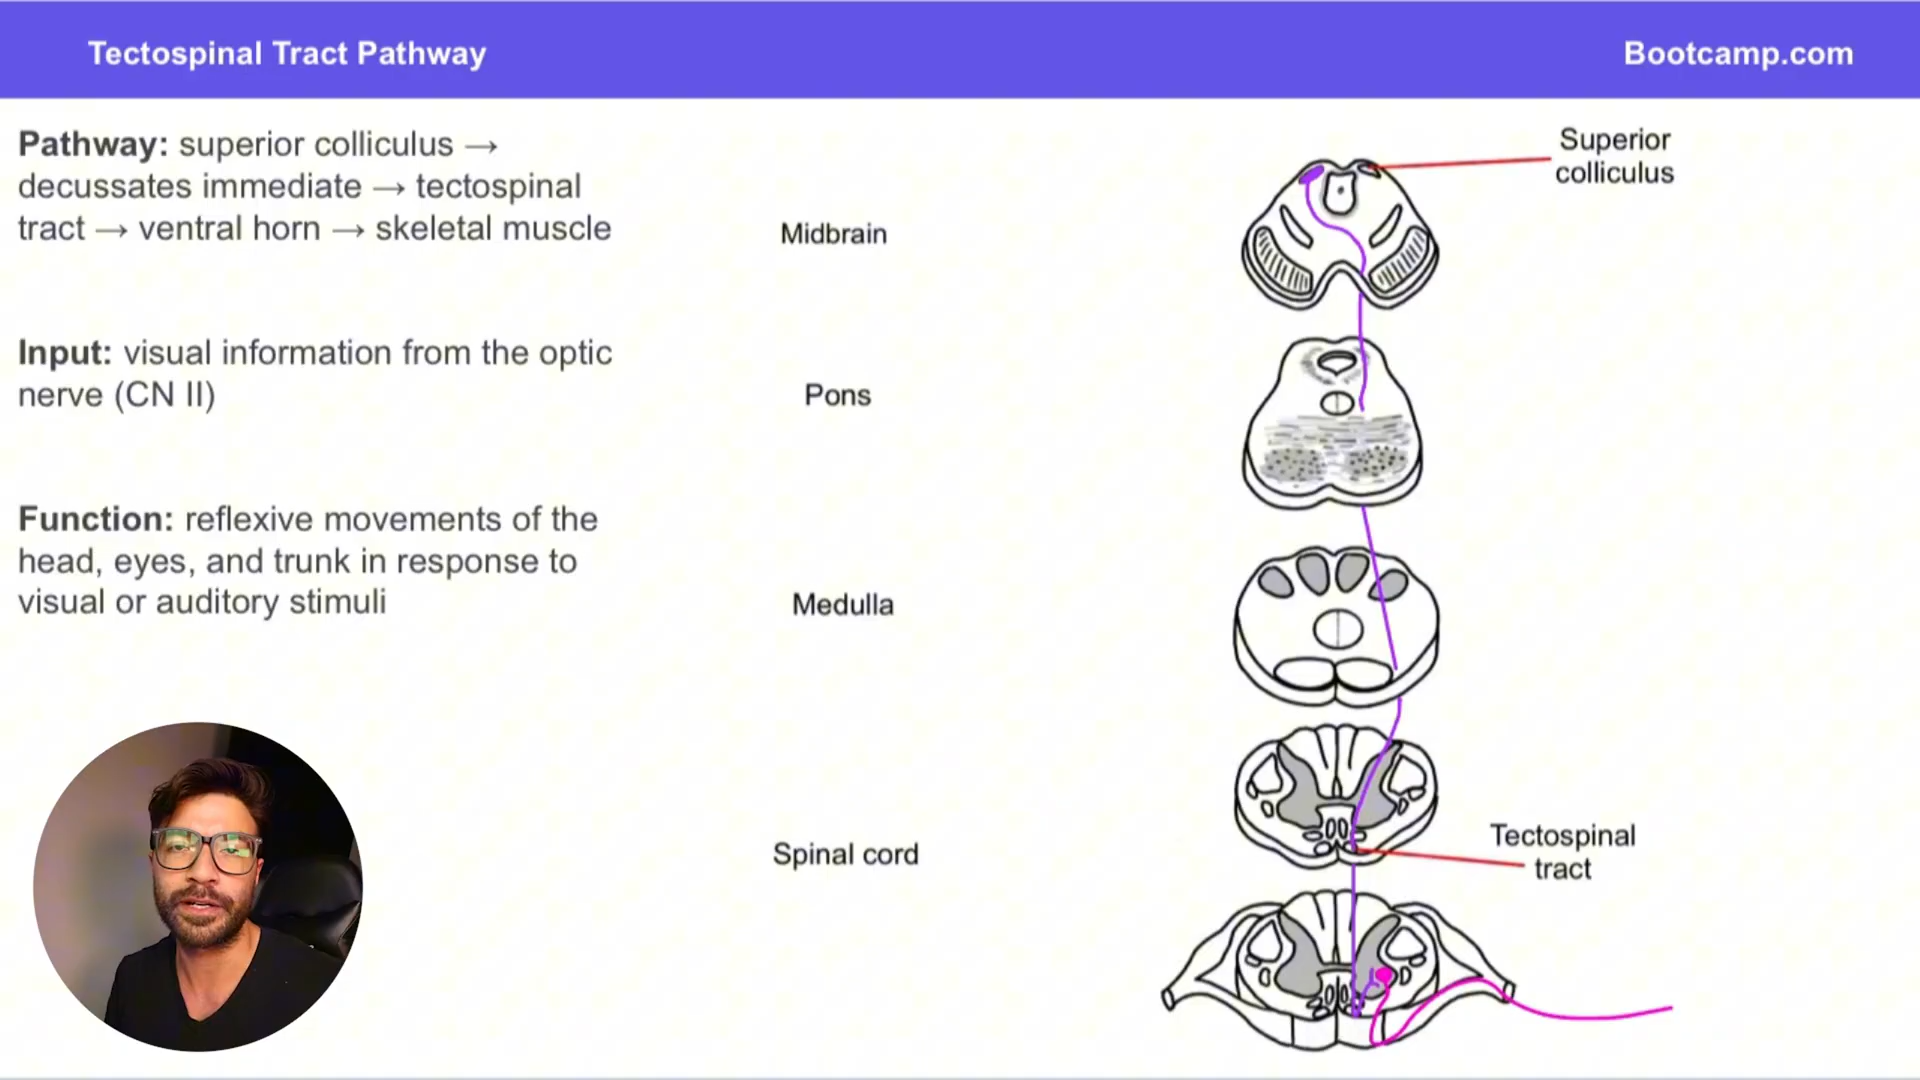 Tectospinal Tract Pathway
Bootcamp.com
Pathway: superior colliculus →
decussates immediate → tectospinal
tract → ventral horn → skeletal muscle
Input: visual information from the optic
nerve (CN II)
Function: reflexive movements of the
head, eyes, and trunk in response to
visual or auditory stimuli
Midbrain
Pons
Medulla
Spinal cord
Superior
colliculus
Tectospinal
tract